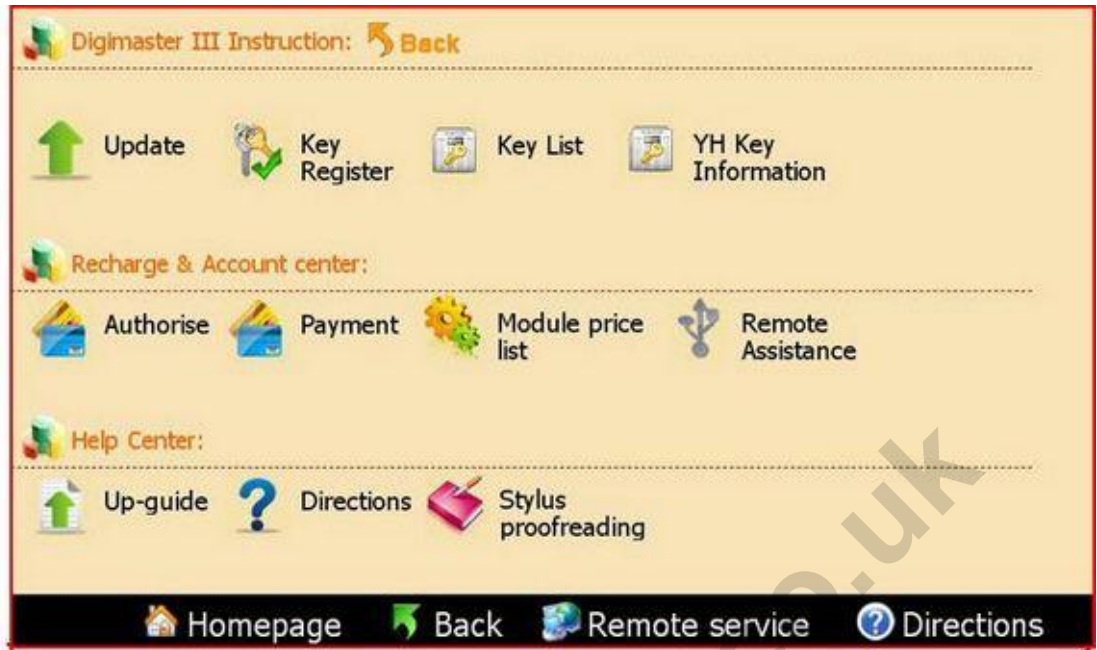 Digimaster III Instruction: Back
Update Key Register Key List YH Key Information
Recharge & Account center:
Authorise Payment Module price list Remote Assistance
Help Center:
Up-guide Directions Stylus proofreading
Homepage Back Remote service Directions
o.uk